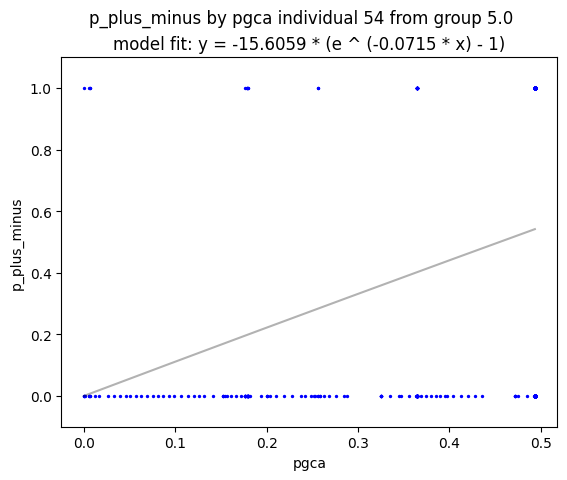 p_plus_minus by pgca individual 54 from group 5.0
model fit: y = -15.6059 * (e ^ (-0.0715 * x) - 1)
1.0
0.8
0.6
0.4
0.2
0.0
p_plus_minus
0.0 0.1 0.2 0.3 0.4 0.5
pgca